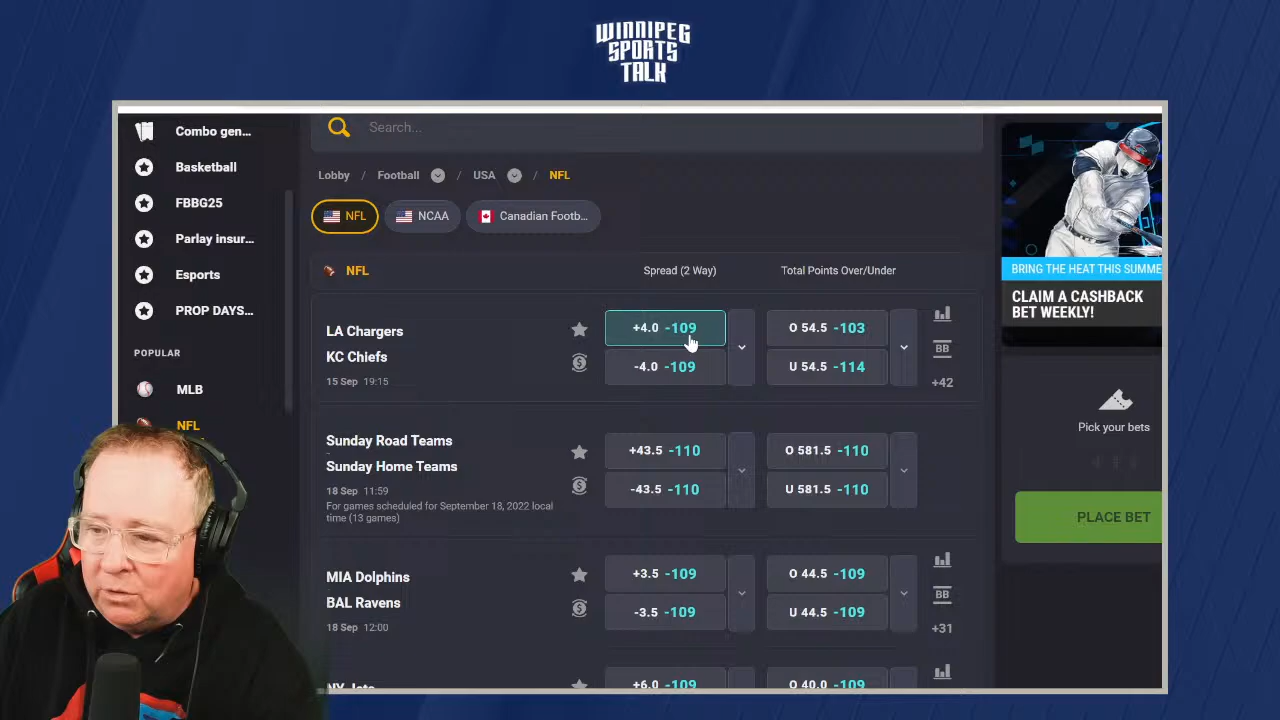 WINNIPEG
SPORTS
TALK
Combo gen...
Basketball
FBBG25
Parlay insur...
Esports
PROP DAYS...
POPULAR
MLB
NFL
Search...
Lobby / Football / USA / NFL
NFL NCAA Canadian Footb...
NFL Spread (2 Way) Total Points Over/Under
LA Chargers +4.0 -109 O 54.5 -103
KC Chiefs -4.0 -109 U 54.5 -114
15 Sep 19:15 BB +42
Sunday Road Teams +43.5 -110 O 581.5 -110
Sunday Home Teams -43.5 -110 U 581.5 -110
18 Sep 11:59
For games scheduled for September 18, 2022 local
time (13 games)
MIA Dolphins +3.5 -109 O 44.5 -109
BAL Ravens -3.5 -109 U 44.5 -109
18 Sep 12:00 BB +31
NY Jets +6.0 -109 O 40.0 -109
BRING THE HEAT THIS SUMME
CLAIM A CASHBACK
BET WEEKLY!
Pick your bets
PLACE BET